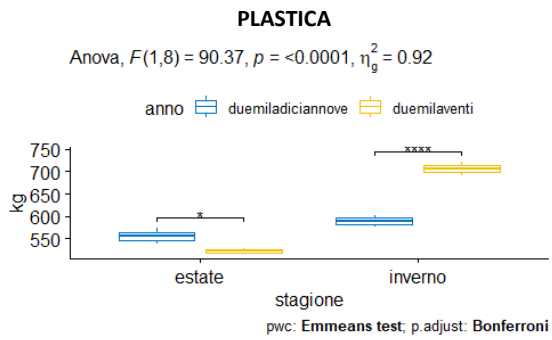 PLASTICA
Anova, F(1,8) = 90.37, p = <0.0001, η²g = 0.92
anno duemiladiciannove duemilaventi
750
700
650
600
550
kg
*
****
estate inverno
stagione
pwc: Emmeans test; p.adjust: Bonferroni